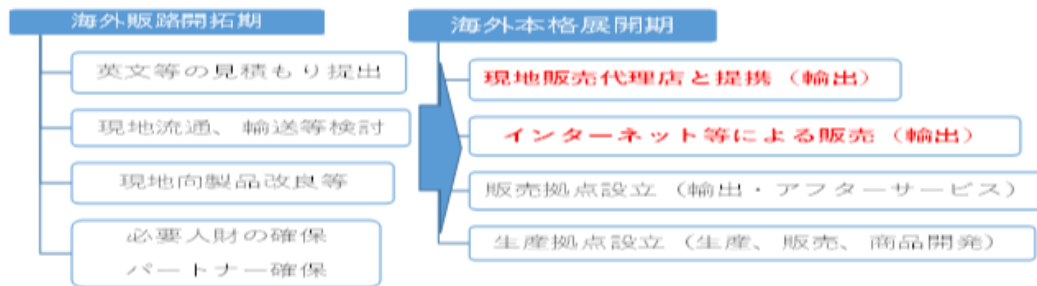 海外販路開拓期
英文等の見積もり提出
現地流通、輸送等検討
現地向製品改良等
必要人財の確保
パートナー確保
海外本格展開期
現地販売代理店と提携（輸出）
インターネット等による販売（輸出）
販売拠点設立（輸出・アフターサービス）
生産拠点設立（生産、販売、商品開発）